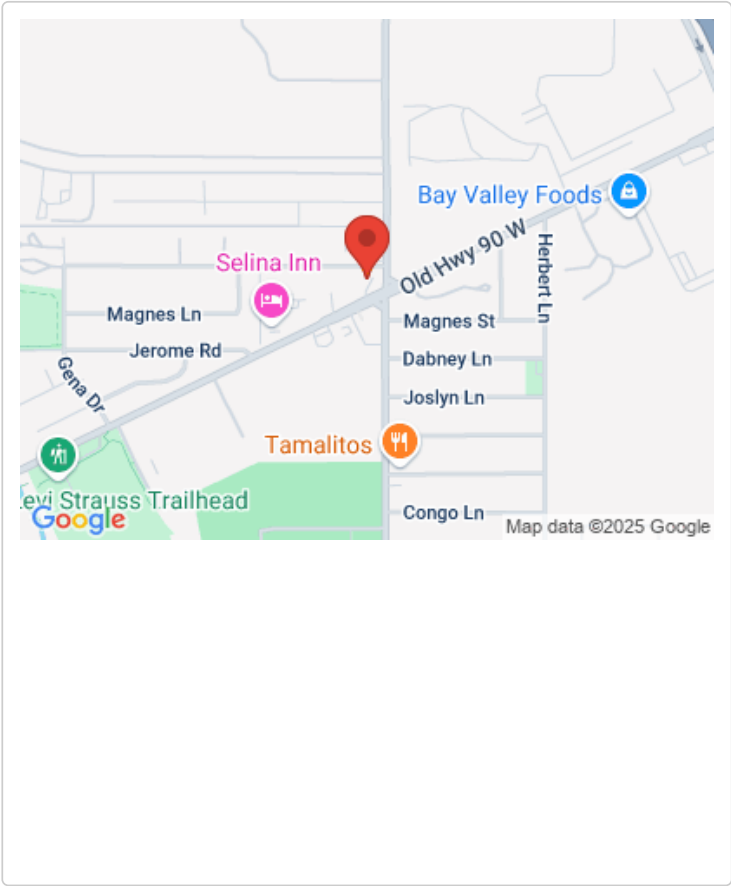 Bay Valley Foods
Old Hwy 90 W
Herbert Ln
Selina Inn
Magnes Ln
Magnes St
Jerome Rd
Dabney Ln
Gena Dr
Joslyn Ln
Tamalitos
evi Strauss Trailhead
Google
Congo Ln
Map data ©2025 Google